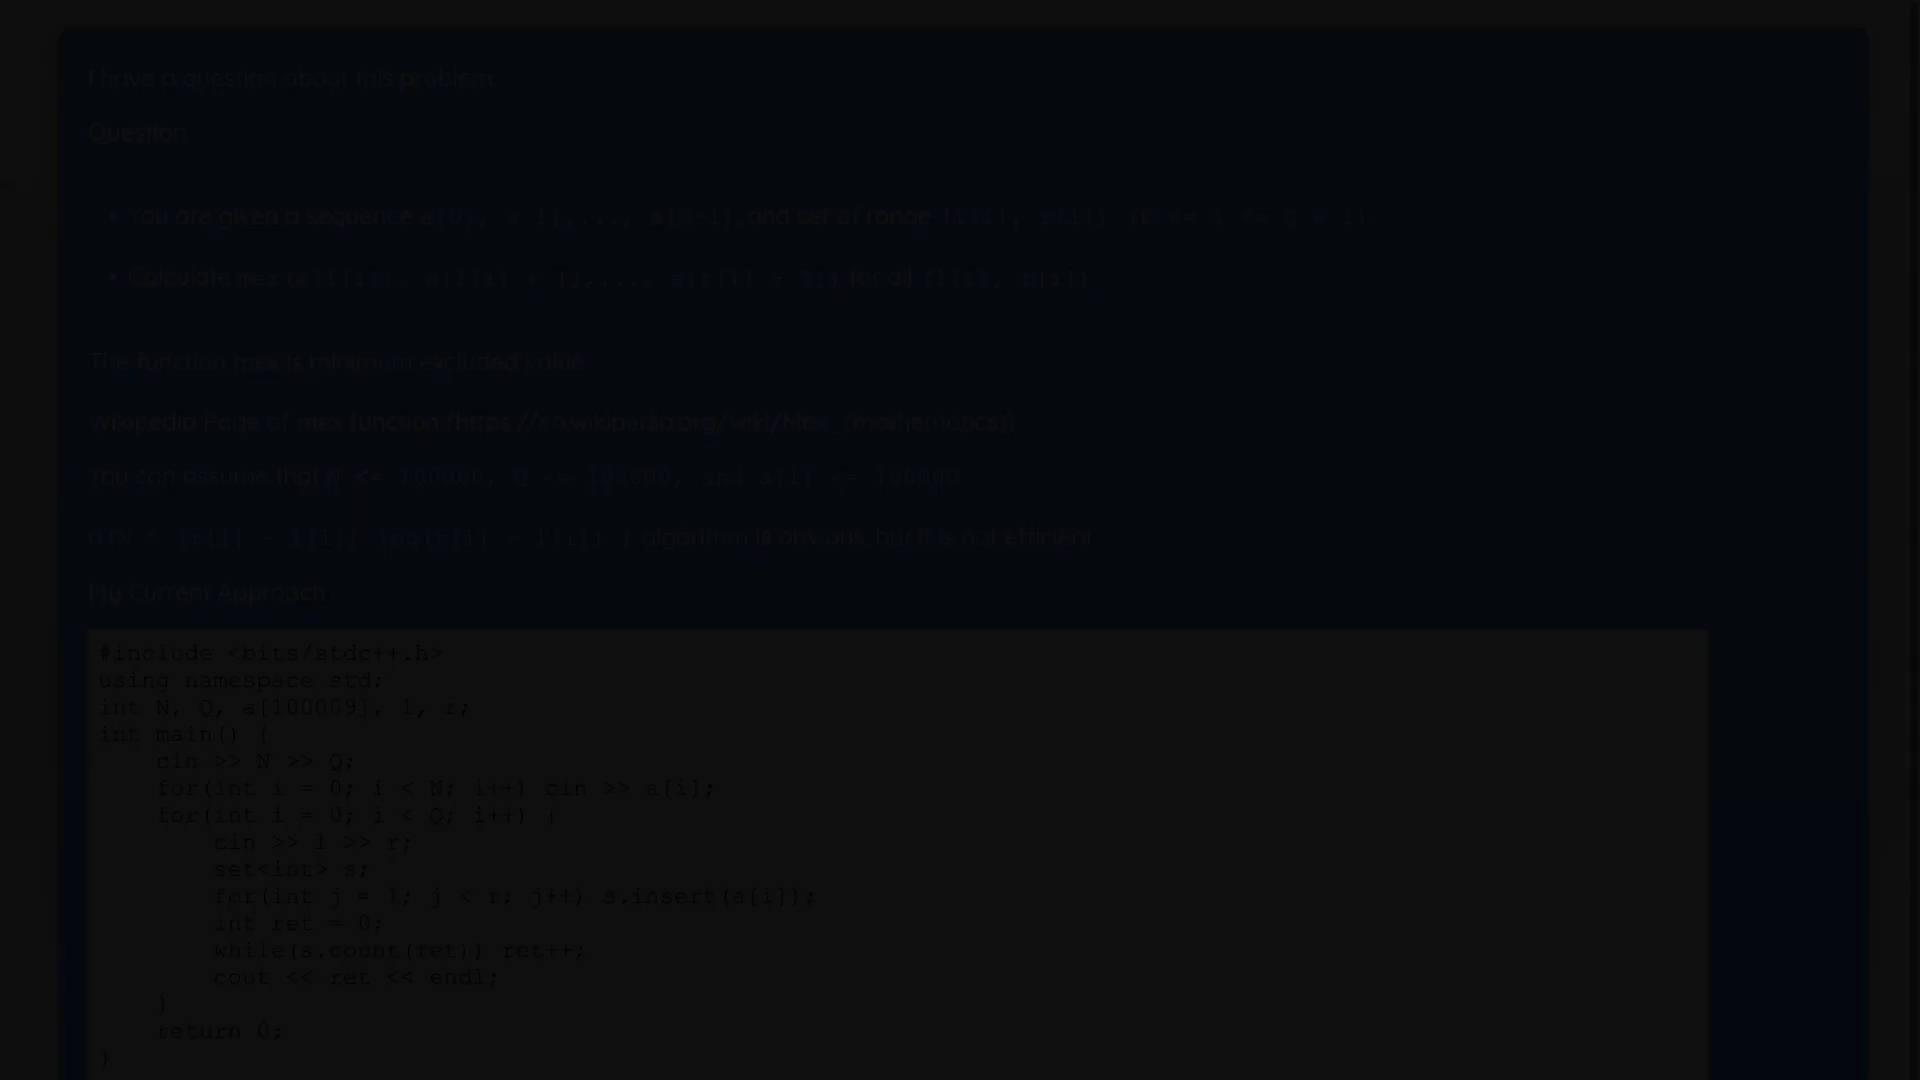 I have a question about this problem.
Question
• You are given a sequence a[0], a[1],..., a[N-1], and set of range (l[i], r[i]) (0 <= i <= Q - 1).
• Calculate mex(a[l[i]], a[l[i] + 1],..., a[r[i] - 1]) for all (l[i], r[i]).
The function mex is minimum excluded value.
Wikipedia Page of mex function (https://en.wikipedia.org/wiki/Mex_(mathematics))
You can assume that N <= 100000, Q <= 100000, and a[i] <= 100000.
(r[i] - l[i]) log(r[i] - l[i]) ) algorithm is obvious, but it is not efficient.
My Current Approach
#include <bits/stdc++.h>
using namespace std;
int N, Q, a[100009], l, r;
int main() {
cin >> N >> Q;
for(int i = 0; i < N; i++) cin >> a[i];
for(int i = 0; i < Q; i++) {
cin >> l >> r;
set<int> s;
for(int j = l; j < r; j++) s.insert(a[i]);
int ret = 0;
while(s.count(ret)) ret++;
cout << ret << endl;
}
return 0;
}